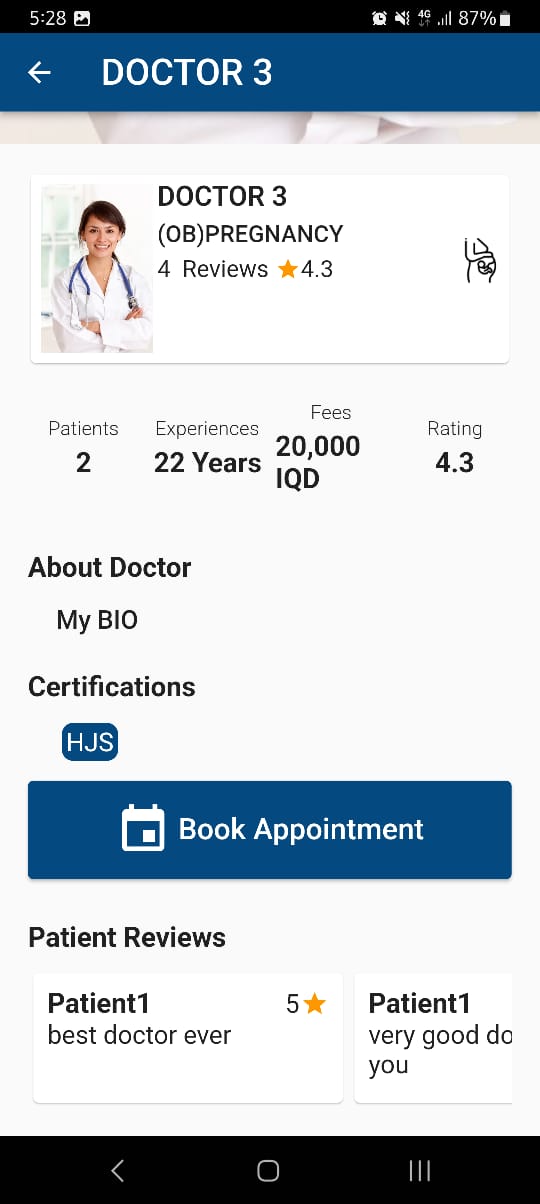 5:28
4G
87%
DOCTOR 3
DOCTOR 3
(OB)PREGNANCY
4 Reviews 4.3
Patients
Experiences
Fees
Rating
2
22 Years
20,000
IQD
4.3
About Doctor
My BIO
Certifications
HJS
Book Appointment
Patient Reviews
Patient1 5
best doctor ever
Patient1
very good do
you